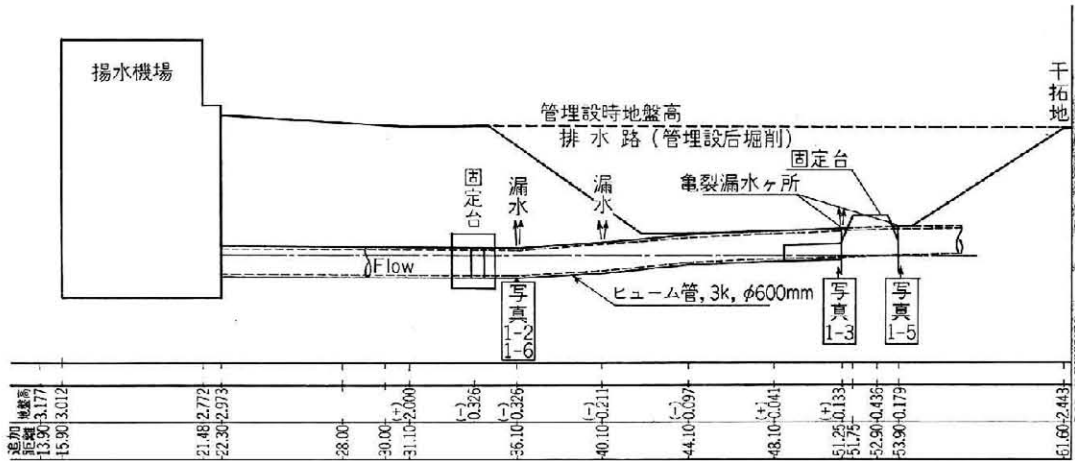 揚水機場
管埋設時地盤高
排水路(管埋設后堀削)
干拓地
固定台
漏水
漏水
亀裂漏水ヶ所
固定台
Flow
ヒューム管, 3k, φ600mm
写真
1-2
1-6
写真
1-3
写真
1-5
地盤高
3.177
3.012
2.772
2.973
(+)
2.000
(-)
0.326
(-)
0.326
(-)
0.211
(-)
0.097
(+)
0.041
(+)
0.133
0.436
0.179
2.443
追加距離
13.90
15.90
21.48
22.30
28.00
30.00
31.10
36.10
40.10
44.10
48.10
51.25
51.75
52.90
53.90
61.60